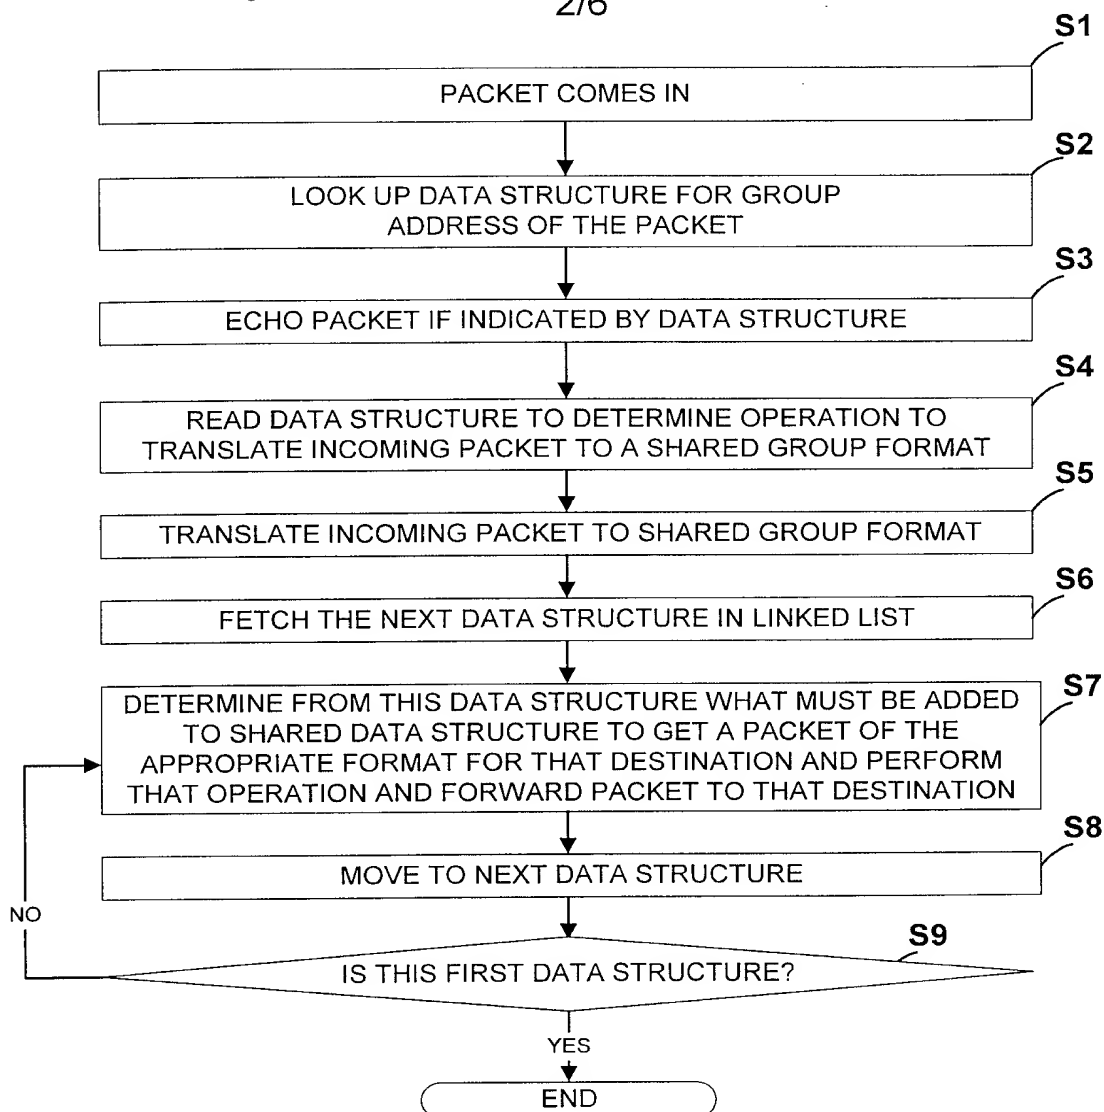 2/6
S1
PACKET COMES IN
S2
LOOK UP DATA STRUCTURE FOR GROUP
ADDRESS OF THE PACKET
S3
ECHO PACKET IF INDICATED BY DATA STRUCTURE
S4
READ DATA STRUCTURE TO DETERMINE OPERATION TO
TRANSLATE INCOMING PACKET TO A SHARED GROUP FORMAT
S5
TRANSLATE INCOMING PACKET TO SHARED GROUP FORMAT
S6
FETCH THE NEXT DATA STRUCTURE IN LINKED LIST
S7
DETERMINE FROM THIS DATA STRUCTURE WHAT MUST BE ADDED
TO SHARED DATA STRUCTURE TO GET A PACKET OF THE
APPROPRIATE FORMAT FOR THAT DESTINATION AND PERFORM
THAT OPERATION AND FORWARD PACKET TO THAT DESTINATION
S8
MOVE TO NEXT DATA STRUCTURE
NO
S9
IS THIS FIRST DATA STRUCTURE?
YES
END